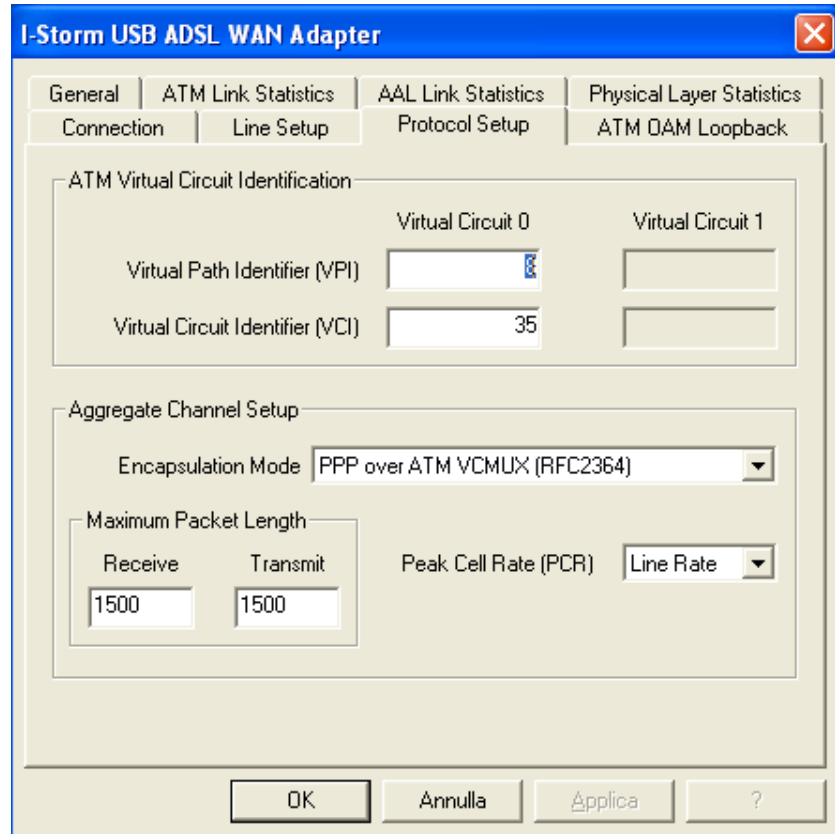 I-Storm USB ADSL WAN Adapter
General ATM Link Statistics AAL Link Statistics Physical Layer Statistics
Connection Line Setup Protocol Setup ATM OAM Loopback
ATM Virtual Circuit Identification
Virtual Circuit 0 Virtual Circuit 1
Virtual Path Identifier (VPI) 8
Virtual Circuit Identifier (VCI) 35
Aggregate Channel Setup
Encapsulation Mode PPP over ATM VCMUX (RFC2364)
Maximum Packet Length
Receive Transmit Peak Cell Rate (PCR) Line Rate
1500 1500
OK Annulla Applica ?